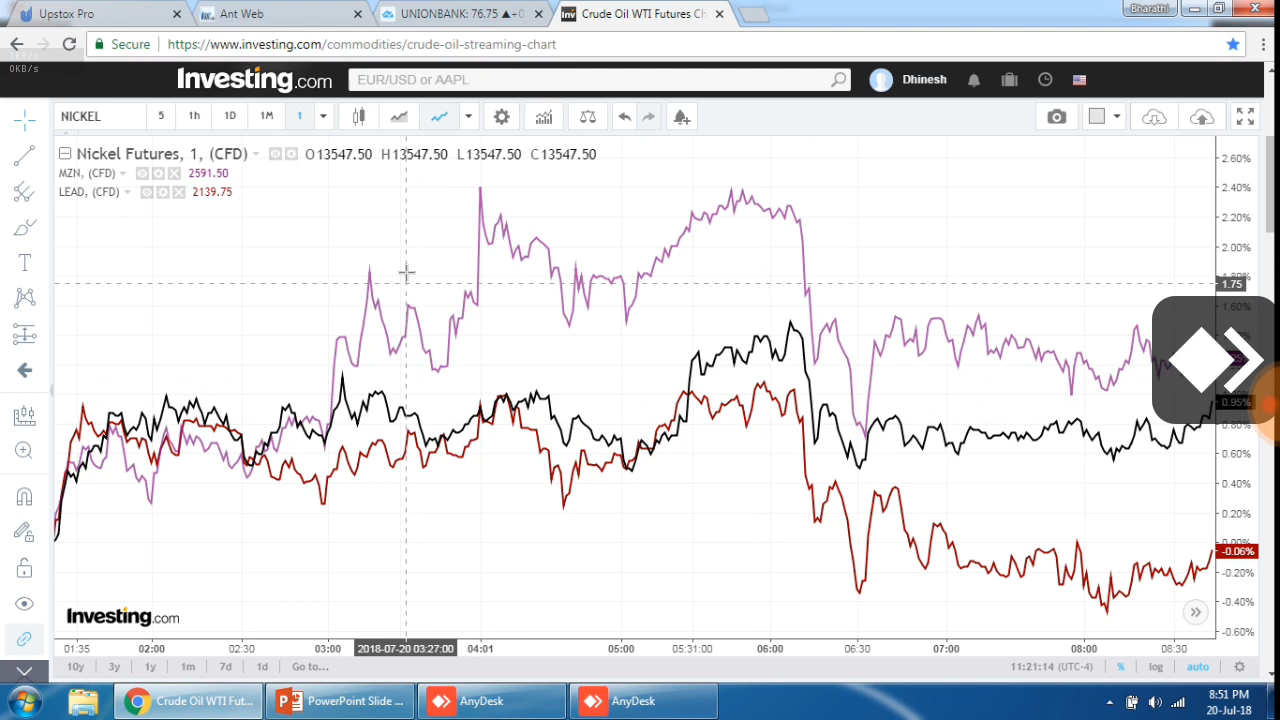 Upstox Pro
Ant Web
UNIONBANK: 76.75 ▲+0
Crude Oil WTI Futures Ch
Bharathi
Secure
https://www.investing.com/commodities/crude-oil-streaming-chart
0KB/s
Investing.com
EUR/USD or AAPL
Dhinesh
NICKEL
5
1h
1D
1M
1
Nickel Futures, 1, (CFD)
O13547.50 H13547.50 L13547.50 C13547.50
MZN, (CFD)
2591.50
LEAD, (CFD)
2139.75
2.60%
2.40%
2.20%
2.00%
1.80%
1.75
1.60%
0.95%
0.80%
0.60%
0.40%
0.20%
0.00%
-0.06%
-0.20%
-0.40%
-0.60%
Investing.com
01:35 02:00 02:30 03:00 2018-07-20 03:27:00 04:01 05:00 05:31:00 06:00 06:30 07:00 08:00 08:30
10y 3y 1y 1m 7d 1d Go to...
11:21:14 (UTC-4)
%
log
auto
Crude Oil WTI Fut...
PowerPoint Slide ...
AnyDesk
AnyDesk
8:51 PM
20-Jul-18